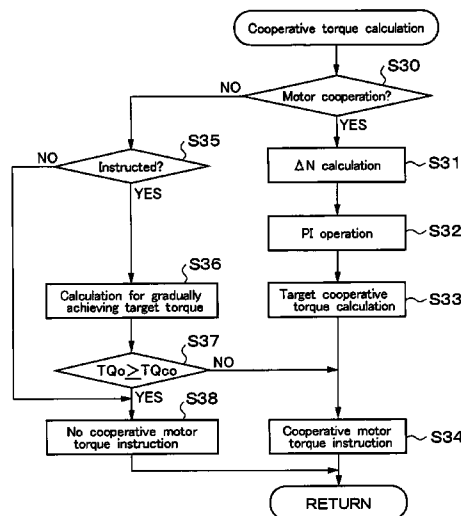 Cooperative torque calculation
S30
Motor cooperation?
NO
YES
S35
Instructed?
NO
YES
ΔN calculation
S31
PI operation
S32
S36
Calculation for gradually
achieving target torque
Target cooperative
torque calculation
S33
S37
TQo≧TQco
NO
YES
S38
No cooperative motor
torque instruction
Cooperative motor
torque instruction
S34
RETURN